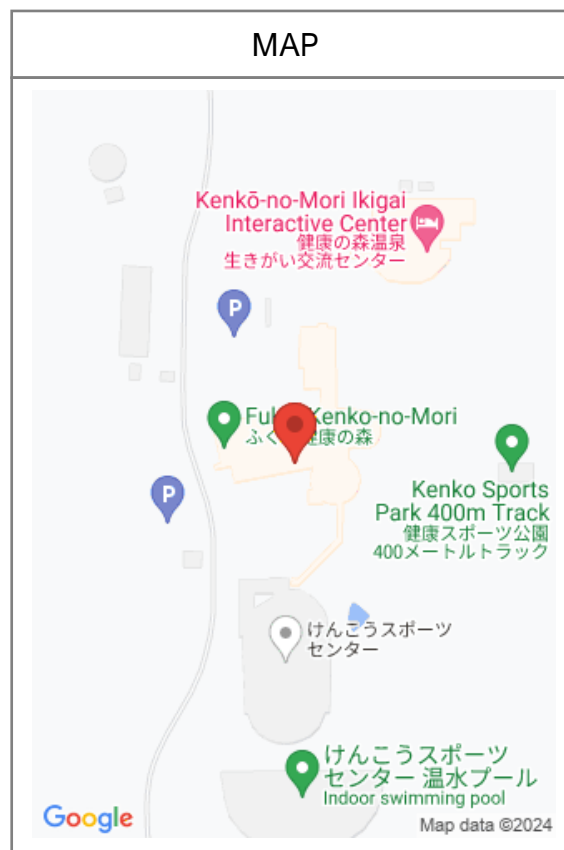 MAP
Kenkō-no-Mori Ikigai
Interactive Center
健康の森温泉
生きがい交流センター
P
Kenko-no-Mori
健康の森
P
Kenko Sports
Park 400m Track
健康スポーツ公園
400メートルトラック
けんこうスポーツ
センター
けんこうスポーツ
センター 温水プール
Indoor swimming pool
Google
Map data ©2024